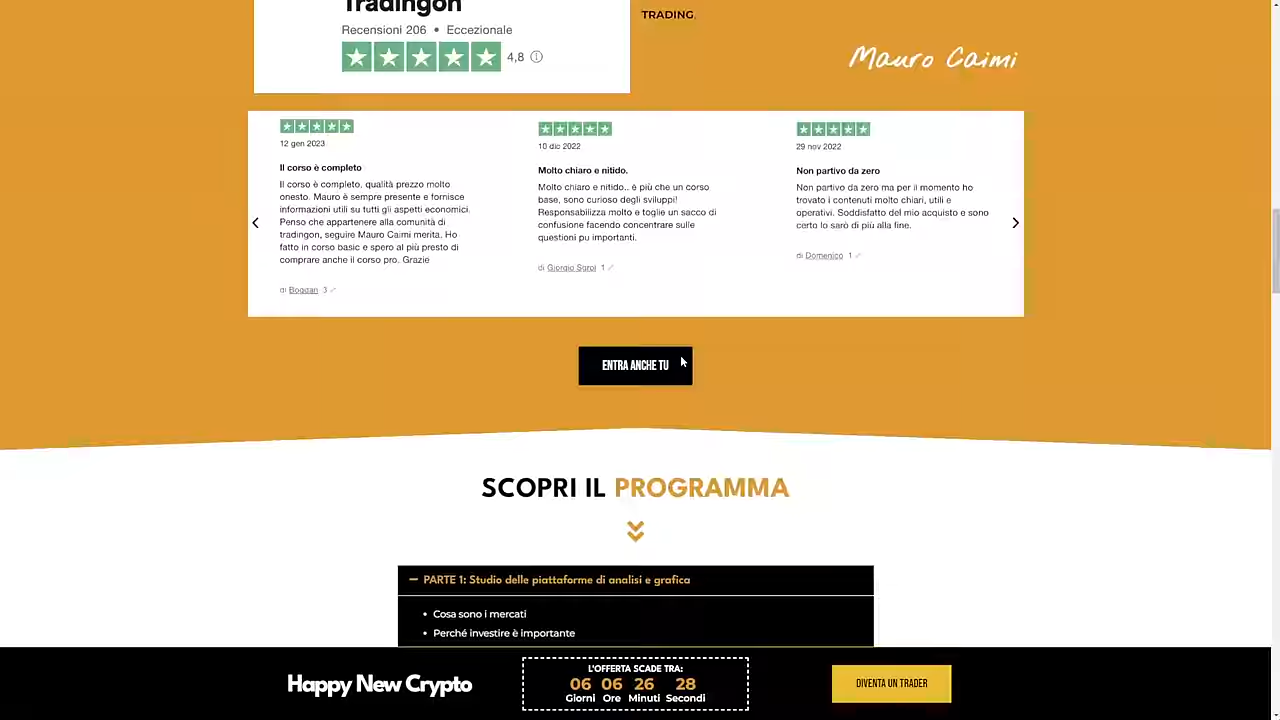 Tradingon
Recensioni 206 • Eccezionale
4,8
TRADING.
Mauro Caimi
12 gen 2023
Il corso è completo
Il corso è completo, qualità prezzo molto
onesto. Mauro è sempre presente e fornisce
informazioni utili su tutti gli aspetti economici.
Penso che appartenere alla comunità di
tradingon, seguire Mauro Caimi merita. Ho
fatto in corso basic e spero al più presto di
comprare anche il corso pro. Grazie
di Bogdan 3
10 dic 2022
Molto chiaro e nitido.
Molto chiaro e nitido.. è più che un corso
base, sono curioso degli sviluppi!
Responsabilizza molto e toglie un sacco di
confusione facendo concentrare sulle
questioni pu importanti.
di Giorgio Sgroi 1
29 nov 2022
Non partivo da zero
Non partivo da zero ma per il momento ho
trovato i contenuti molto chiari, utili e
operativi. Soddisfatto del mio acquisto e sono
certo lo sarò di più alla fine.
di Domenico 1
ENTRA ANCHE TU
SCOPRI IL PROGRAMMA
PARTE 1: Studio delle piattaforme di analisi e grafica
• Cosa sono i mercati
• Perché investire è importante
Happy New Crypto
L'OFFERTA SCADE TRA:
06 06 26 28
Giorni Ore Minuti Secondi
DIVENTA UN TRADER